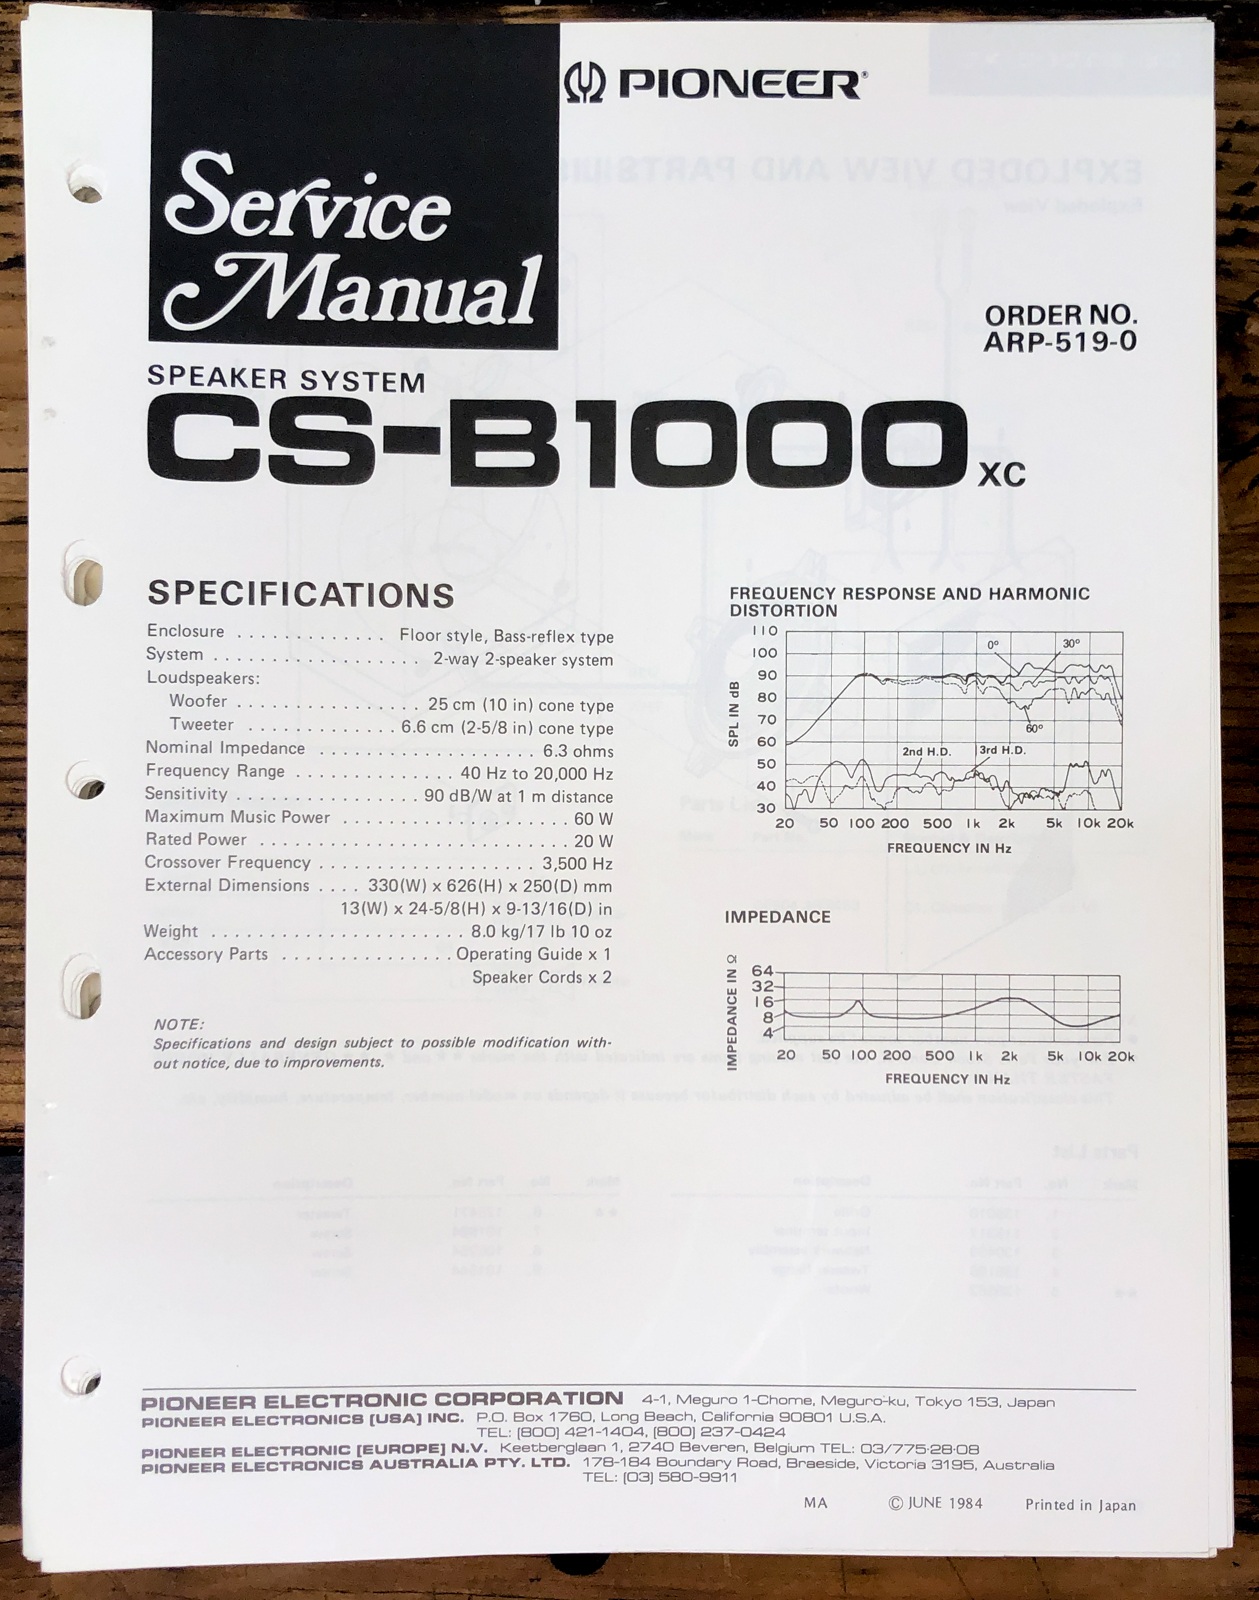 PIONEER®
Service
Manual
ORDER NO.
ARP-519-0
SPEAKER SYSTEM
CS-B1000 XC
SPECIFICATIONS
Enclosure . . . . . . . . . . . . . Floor style, Bass-reflex type
System . . . . . . . . . . . . . . . . . . 2-way 2-speaker system
Loudspeakers:
Woofer . . . . . . . . . . . . . . . . 25 cm (10 in) cone type
Tweeter . . . . . . . . . . . . . 6.6 cm (2-5/8 in) cone type
Nominal Impedance . . . . . . . . . . . . . . . . . . . 6.3 ohms
Frequency Range . . . . . . . . . . . . . . 40 Hz to 20,000 Hz
Sensitivity . . . . . . . . . . . . . . . . 90 dB/W at 1 m distance
Maximum Music Power . . . . . . . . . . . . . . . . . . . . 60 W
Rated Power . . . . . . . . . . . . . . . . . . . . . . . . . . . 20 W
Crossover Frequency . . . . . . . . . . . . . . . . . . . 3,500 Hz
External Dimensions . . . . 330(W) x 626(H) x 250(D) mm
13(W) x 24-5/8(H) x 9-13/16(D) in
Weight . . . . . . . . . . . . . . . . . . . . . . 8.0 kg/17 lb 10 oz
Accessory Parts . . . . . . . . . . . . . . . Operating Guide x 1
Speaker Cords x 2
NOTE:
Specifications and design subject to possible modification with-
out notice, due to improvements.
FREQUENCY RESPONSE AND HARMONIC
DISTORTION
SPL IN dB
110
100
90
80
70
60
50
40
30
0°
30°
60°
2nd H.D.
3rd H.D.
20 50 100 200 500 1k 2k 5k 10k 20k
FREQUENCY IN Hz
IMPEDANCE
IMPEDANCE IN Ω
64
32
16
8
4
20 50 100 200 500 1k 2k 5k 10k 20k
FREQUENCY IN Hz
PIONEER ELECTRONIC CORPORATION 4-1, Meguro 1-Chome, Meguro-ku, Tokyo 153, Japan
PIONEER ELECTRONICS [USA] INC. P.O. Box 1760, Long Beach, California 90801 U.S.A.
TEL: [800] 421-1404, [800] 237-0424
PIONEER ELECTRONIC [EUROPE] N.V. Keetberglaan 1, 2740 Beveren, Belgium TEL: 03/775·28·08
PIONEER ELECTRONICS AUSTRALIA PTY. LTD. 178-184 Boundary Road, Braeside, Victoria 3195, Australia
TEL: [03] 580-9911
MA © JUNE 1984 Printed in Japan